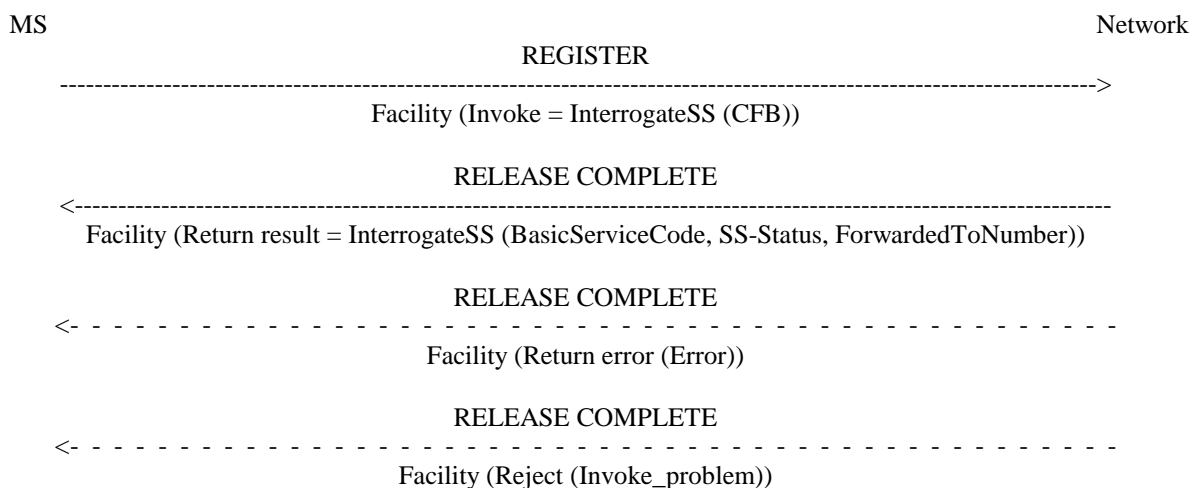 MS Network
REGISTER
Facility (Invoke = InterrogateSS (CFB))
RELEASE COMPLETE
Facility (Return result = InterrogateSS (BasicServiceCode, SS-Status, ForwardedToNumber))
RELEASE COMPLETE
Facility (Return error (Error))
RELEASE COMPLETE
Facility (Reject (Invoke_problem))